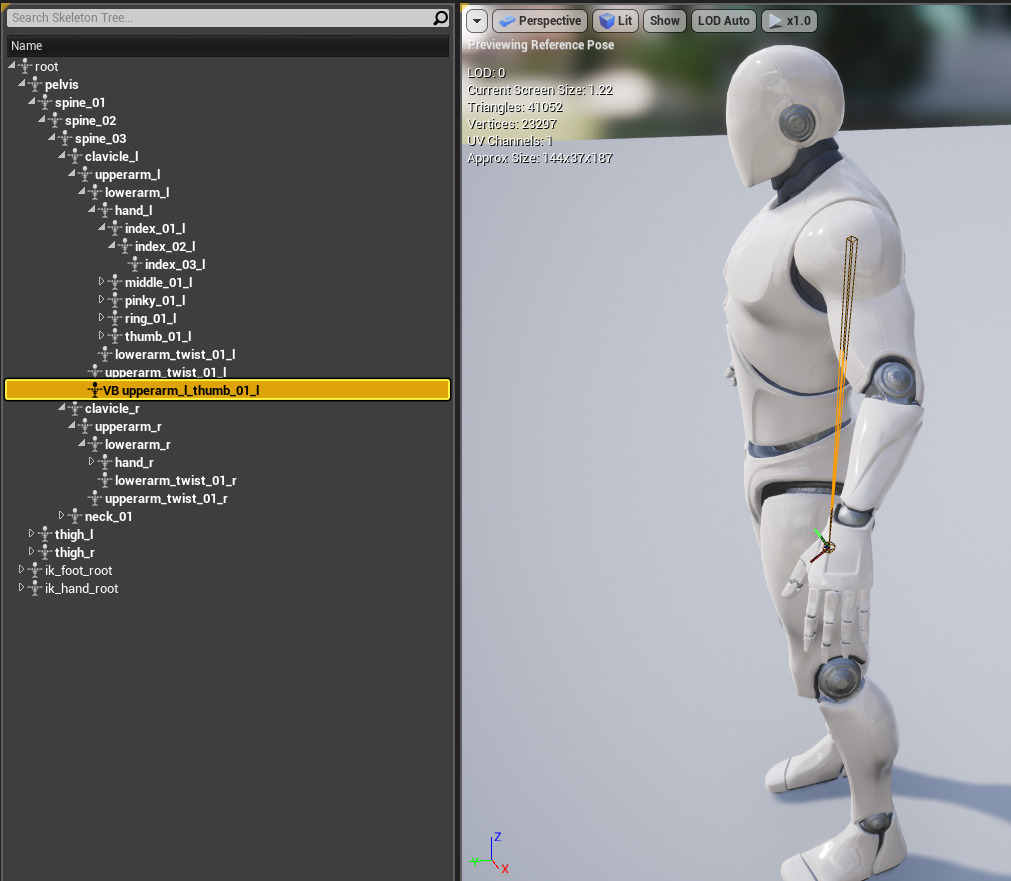 Search Skeleton Tree...
Name
root
pelvis
spine_01
spine_02
spine_03
clavicle_l
upperarm_l
lowerarm_l
hand_l
index_01_l
index_02_l
index_03_l
middle_01_l
pinky_01_l
ring_01_l
thumb_01_l
lowerarm_twist_01_l
upperarm_twist_01_l
VB upperarm_l_thumb_01_l
clavicle_r
upperarm_r
lowerarm_r
hand_r
lowerarm_twist_01_r
upperarm_twist_01_r
neck_01
thigh_l
thigh_r
ik_foot_root
ik_hand_root
Perspective Lit Show LOD Auto x1.0
Previewing Reference Pose
LOD: 0
Current Screen Size: 1.22
Triangles: 41052
Vertices: 23297
UV Channels: 1
Approx Size: 144x37x187
Z
Y
X